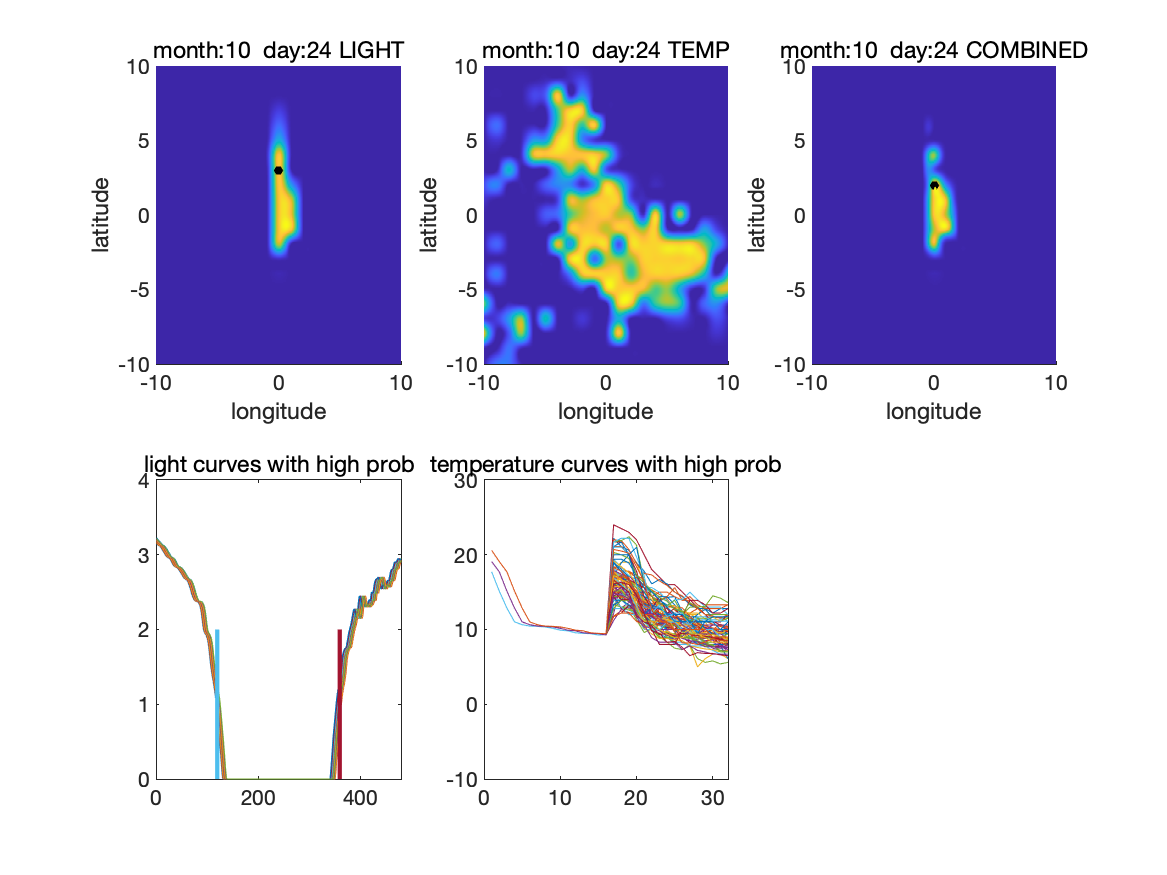 month:10  day:24 LIGHT
10
5
0
-5
-10
-10 0 10
latitude
longitude
month:10  day:24 TEMP
10
5
0
-5
-10
-10 0 10
latitude
longitude
month:10  day:24 COMBINED
10
5
0
-5
-10
-10 0 10
latitude
longitude
light curves with high prob
4
3
2
1
0
0 200 400
temperature curves with high prob
30
20
10
0
-10
0 10 20 30